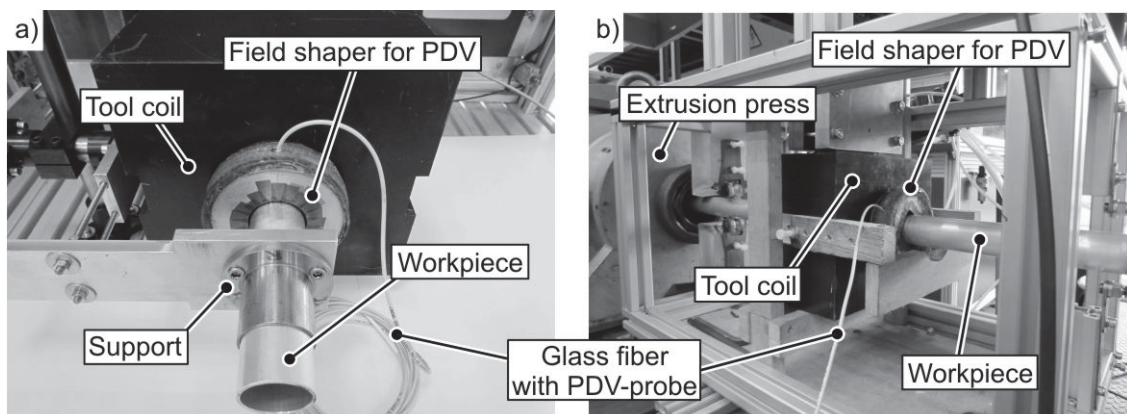 a)
Field shaper for PDV
Tool coil
Workpiece
Support
Glass fiber
with PDV-probe
b)
Field shaper for PDV
Extrusion press
Tool coil
Workpiece